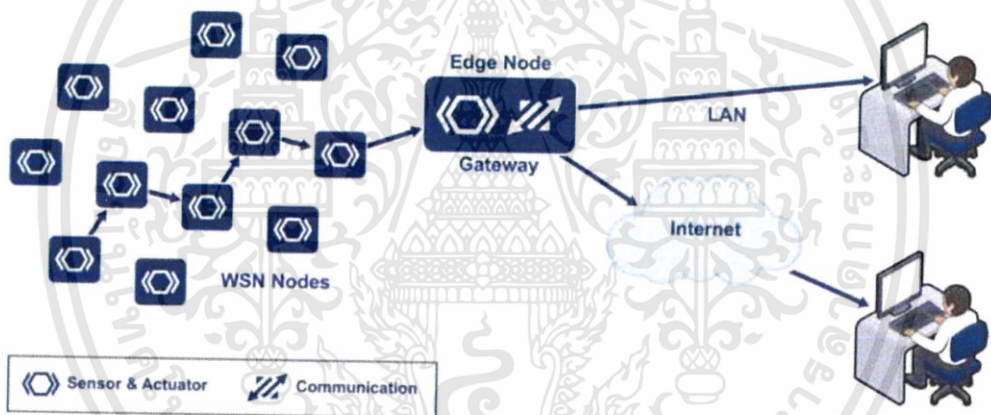 Edge Node
Gateway
LAN
Internet
WSN Nodes
Sensor & Actuator
Communication